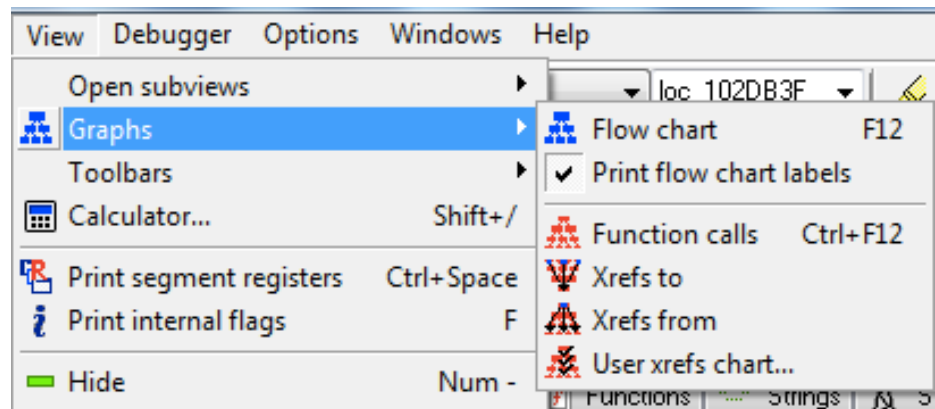 View Debugger Options Windows Help
Open subviews
Graphs
Toolbars
Calculator... Shift+/
Print segment registers Ctrl+Space
Print internal flags F
Hide Num -
loc_102DB3F
Flow chart F12
Print flow chart labels
Function calls Ctrl+F12
Xrefs to
Xrefs from
User xrefs chart...
Functions Strings